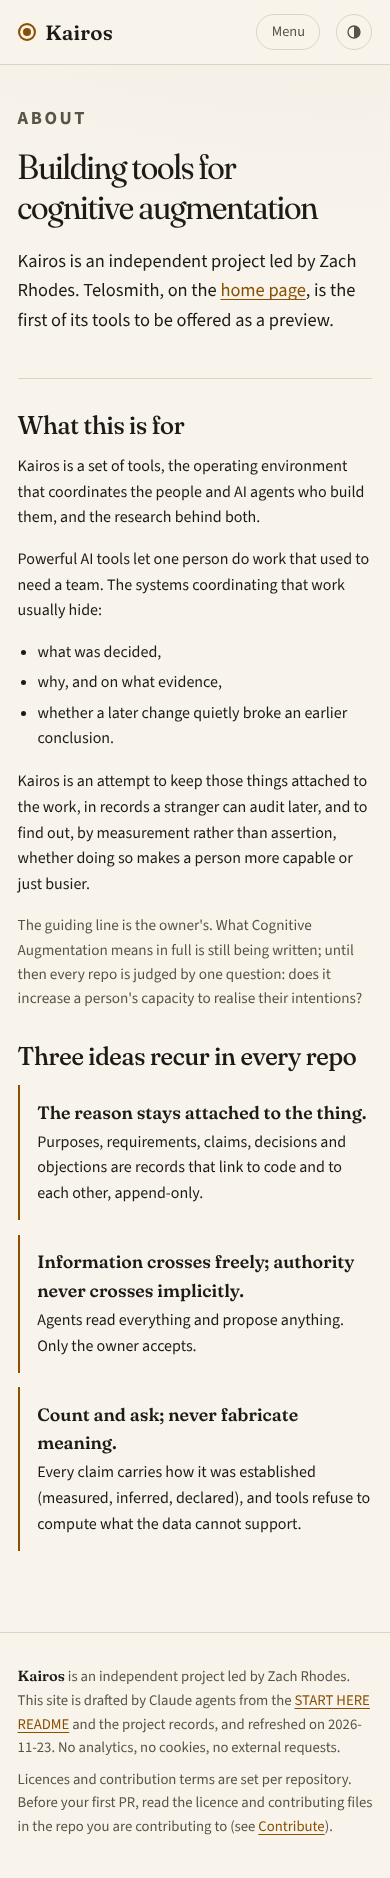 Kairos
Menu
ABOUT
Building tools for
cognitive augmentation
Kairos is an independent project led by Zach
Rhodes. Telosmith, on the home page, is the
first of its tools to be offered as a preview.
What this is for
Kairos is a set of tools, the operating environment
that coordinates the people and AI agents who build
them, and the research behind both.
Powerful AI tools let one person do work that used to
need a team. The systems coordinating that work
usually hide:
• what was decided,
• why, and on what evidence,
• whether a later change quietly broke an earlier
conclusion.
Kairos is an attempt to keep those things attached to
the work, in records a stranger can audit later, and to
find out, by measurement rather than assertion,
whether doing so makes a person more capable or
just busier.
The guiding line is the owner's. What Cognitive
Augmentation means in full is still being written; until
then every repo is judged by one question: does it
increase a person's capacity to realise their intentions?
Three ideas recur in every repo
The reason stays attached to the thing.
Purposes, requirements, claims, decisions and
objections are records that link to code and to
each other, append-only.
Information crosses freely; authority
never crosses implicitly.
Agents read everything and propose anything.
Only the owner accepts.
Count and ask; never fabricate
meaning.
Every claim carries how it was established
(measured, inferred, declared), and tools refuse to
compute what the data cannot support.
Kairos is an independent project led by Zach Rhodes.
This site is drafted by Claude agents from the START HERE
README and the project records, and refreshed on 2026-
11-23. No analytics, no cookies, no external requests.
Licences and contribution terms are set per repository.
Before your first PR, read the licence and contributing files
in the repo you are contributing to (see Contribute).